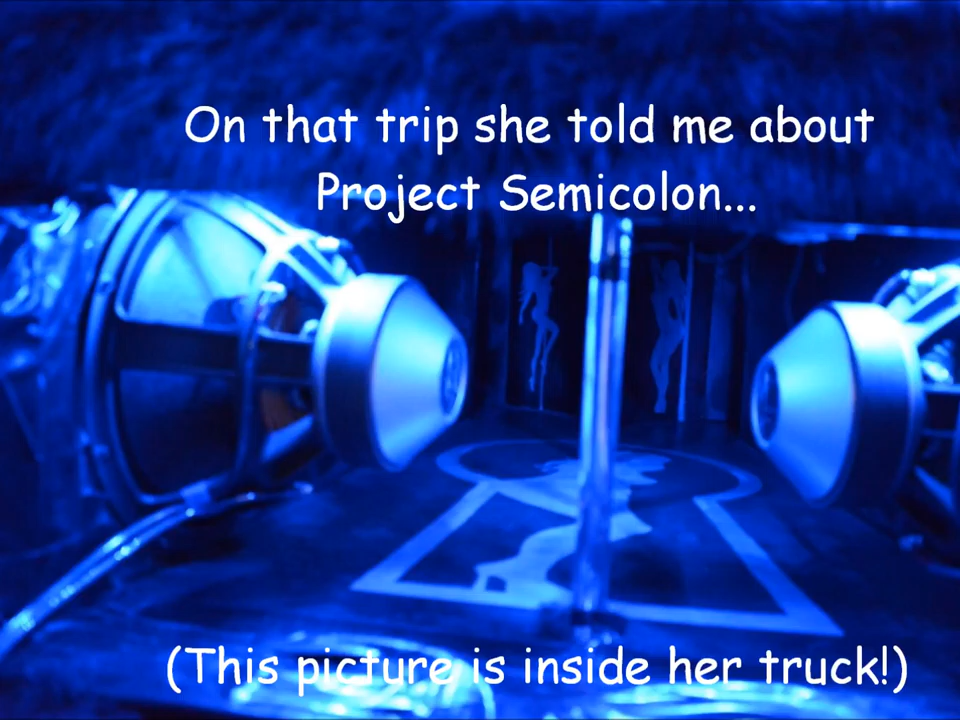 On that trip she told me about
Project Semicolon...
(This picture is inside her truck!)